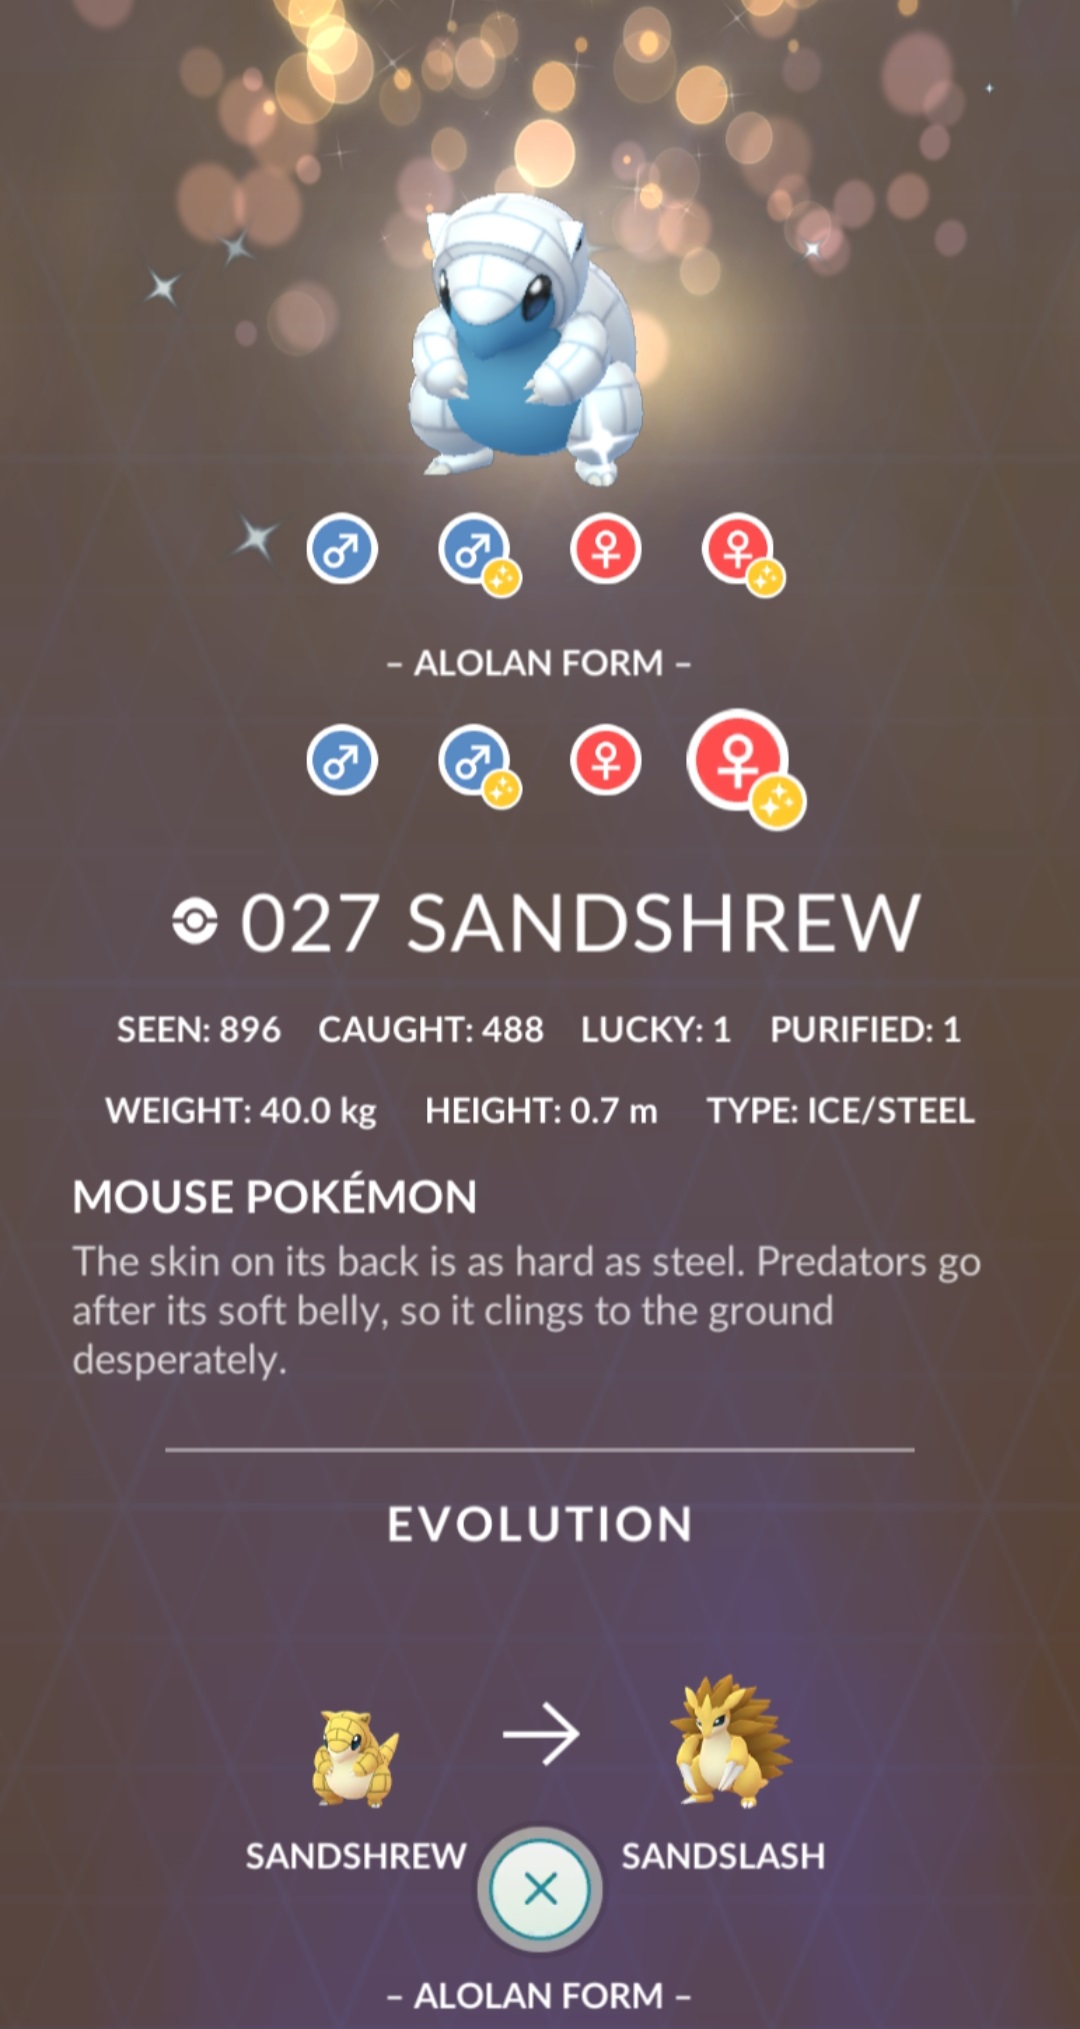 – ALOLAN FORM –
027 SANDSHREW
SEEN: 896 CAUGHT: 488 LUCKY: 1 PURIFIED: 1
WEIGHT: 40.0 kg HEIGHT: 0.7 m TYPE: ICE/STEEL
MOUSE POKÉMON
The skin on its back is as hard as steel. Predators go
after its soft belly, so it clings to the ground
desperately.
EVOLUTION
SANDSHREW SANDSLASH
– ALOLAN FORM –